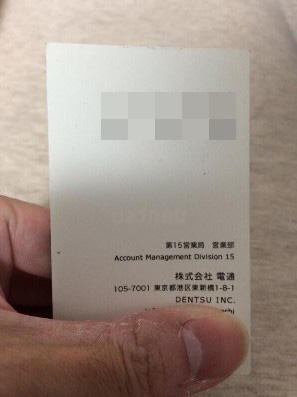 第15営業局 営業部
Account Management Division 15
株式会社 電通
105-7001 東京都港区東新橋1-8-1
DENTSU INC.